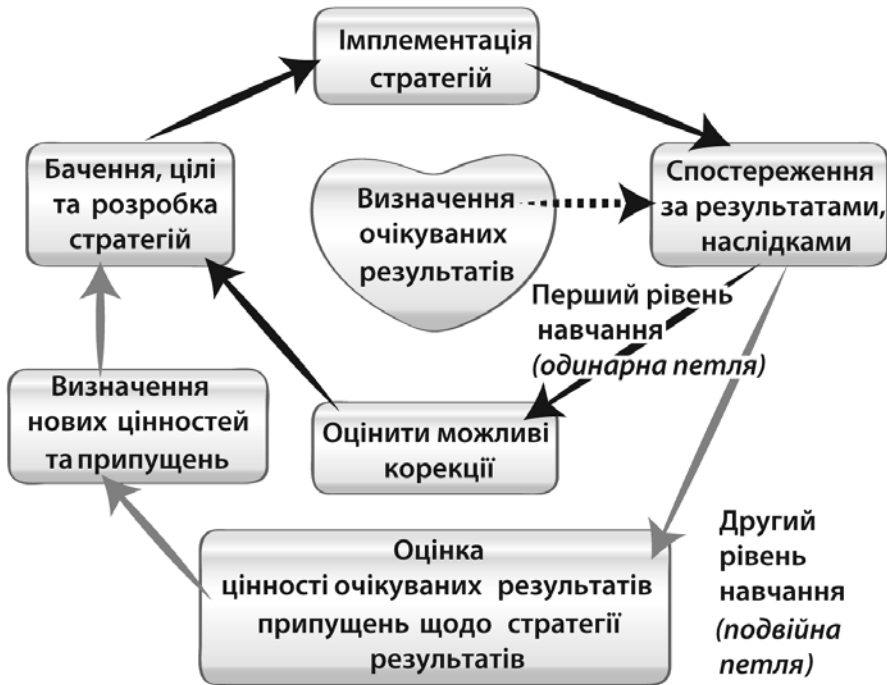 Імплементація
стратегій
Бачення, цілі
та розробка
стратегій
Визначення
очікуваних
результатів
Спостереження
за результатами,
наслідками
Перший рівень
навчання
(одинарна петля)
Визначення
нових цінностей
та припущень
Оцінити можливі
корекції
Оцінка
цінності очікуваних результатів
припущень щодо стратегії
результатів
Другий
рівень
навчання
(подвійна
петля)